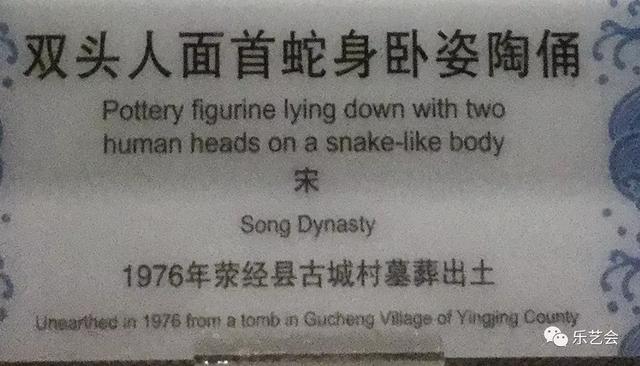 双头人面首蛇身卧姿陶俑
Pottery figurine lying down with two
human heads on a snake-like body
宋
Song Dynasty
1976年荥经县古城村墓葬出土
Unearthed in 1976 from a tomb in Gucheng Village of Yingjing County
乐艺会